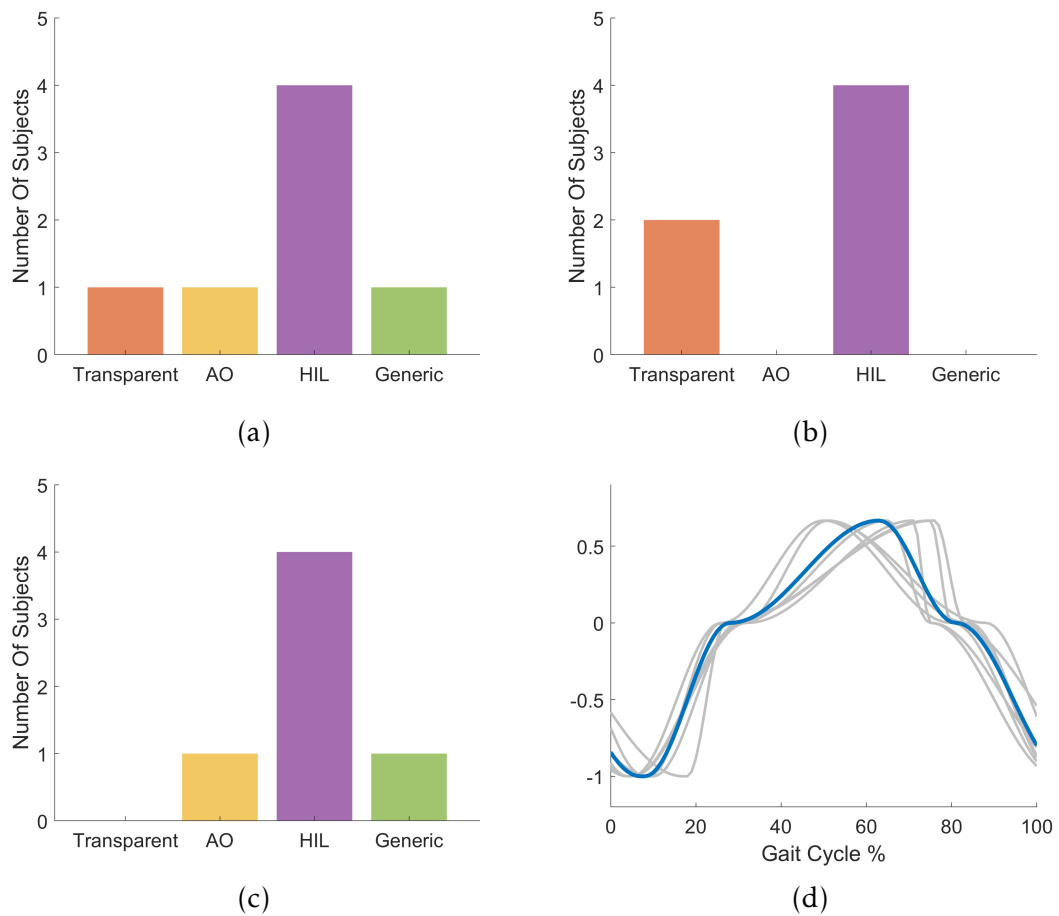 5
4
3
2
1
0
Number Of Subjects
Transparent AO HIL Generic
(a)
5
4
3
2
1
0
Number Of Subjects
Transparent AO HIL Generic
(b)
5
4
3
2
1
0
Number Of Subjects
Transparent AO HIL Generic
(c)
0.5
0
-0.5
-1
0 20 40 60 80 100
Gait Cycle %
(d)